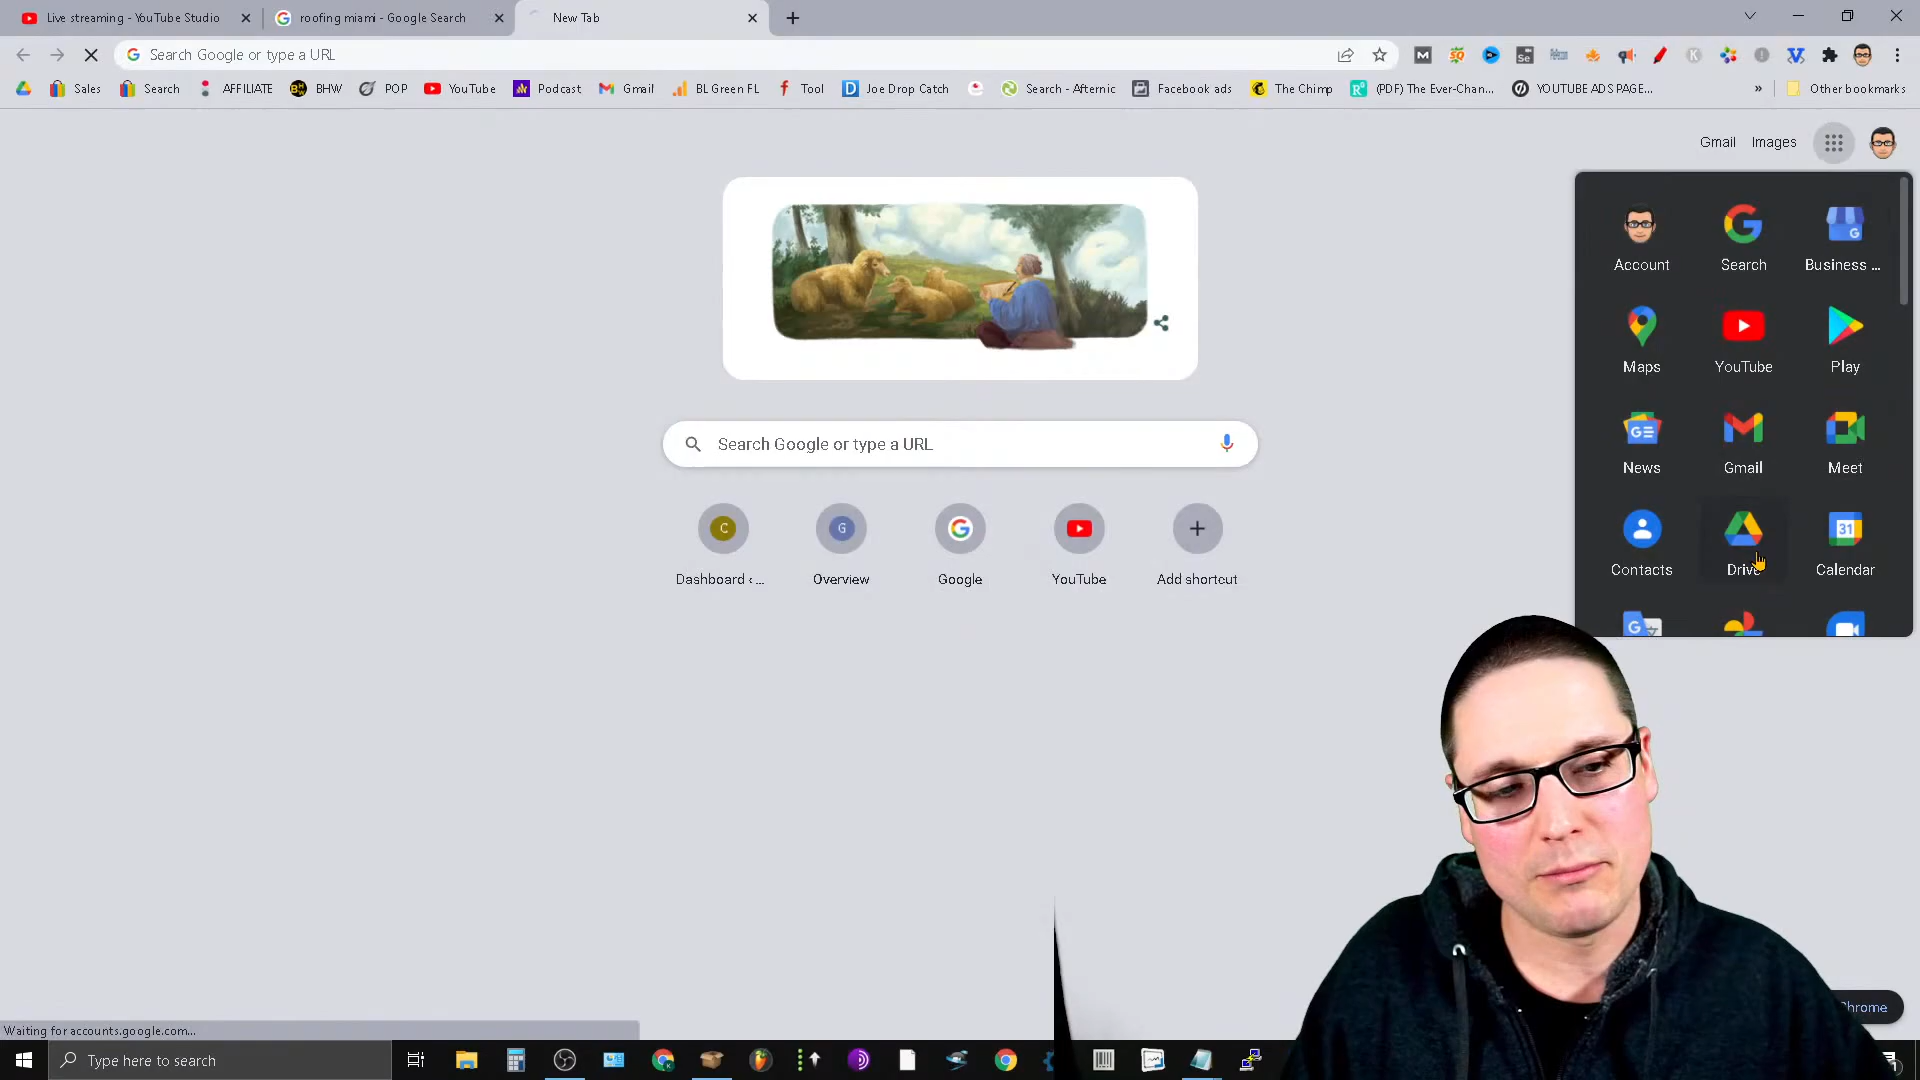 Live streaming - YouTube Studio
roofing miami - Google Search
New Tab
Search Google or type a URL
Sales
Search
AFFILIATE
BHW
POP
YouTube
Podcast
Gmail
BL Green FL
Tool
Joe Drop Catch
Search - Afternic
Facebook ads
The Chimp
(PDF) The Ever-Chan...
YOUTUBE ADS PAGE...
»
Other bookmarks
Gmail
Images
Account
Search
Business ...
Maps
YouTube
Play
News
Gmail
Meet
Contacts
Drive
Calendar
Search Google or type a URL
Dashboard ‹ ...
Overview
Google
YouTube
Add shortcut
Chrome
Waiting for accounts.google.com...
Type here to search